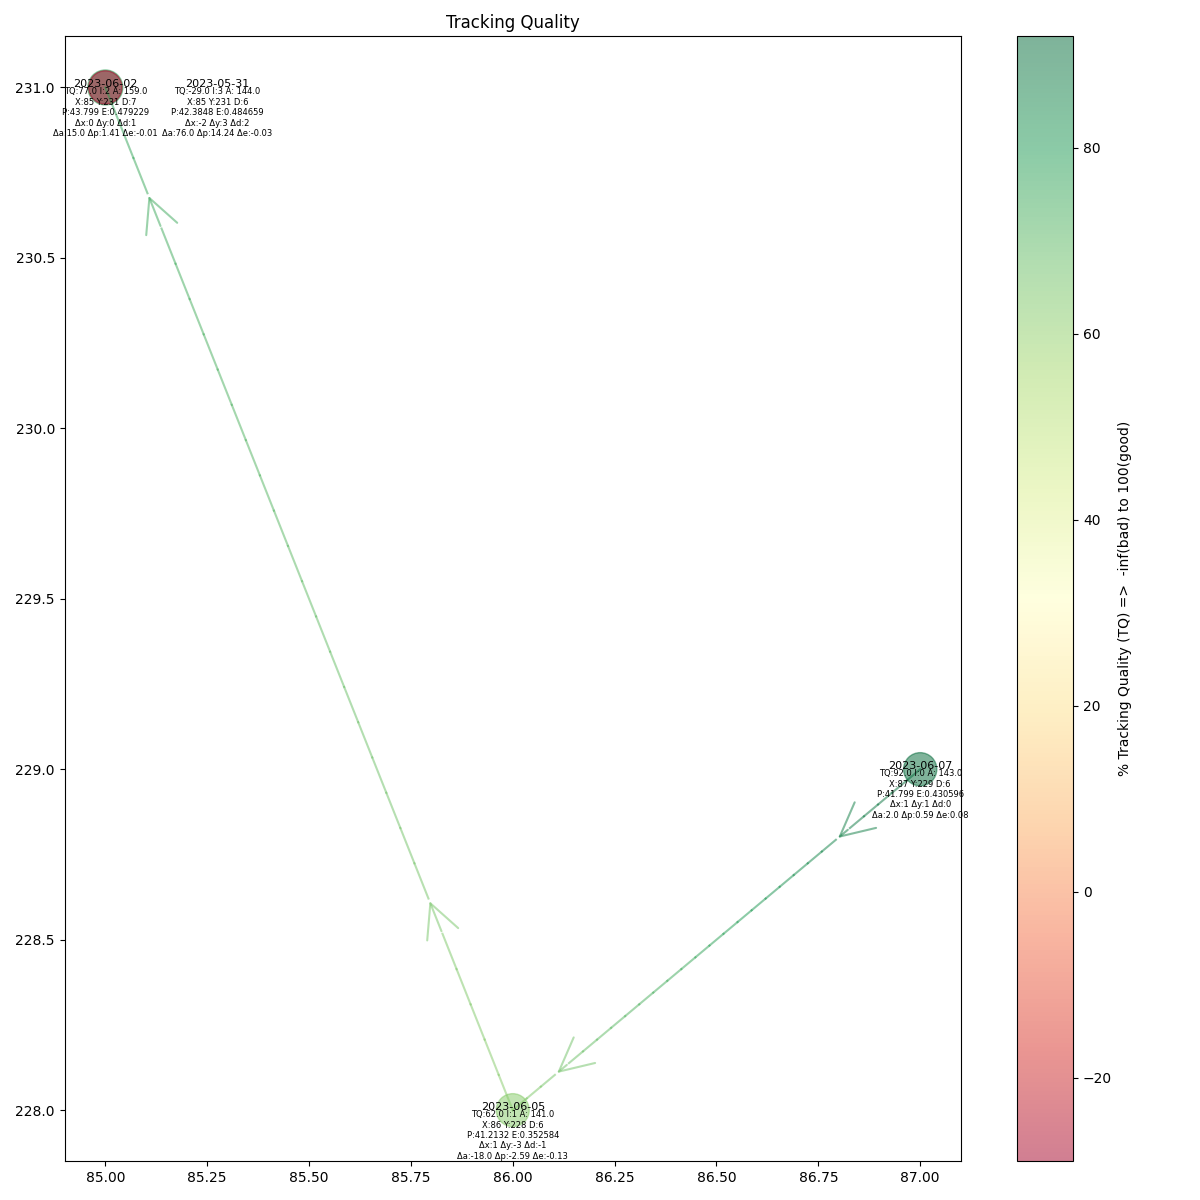 Tracking Quality
231.0
230.5
230.0
229.5
229.0
228.5
228.0
85.00
85.25
85.50
85.75
86.00
86.25
86.50
86.75
87.00
2023-06-02
TQ:77.0 I:2 A: 159.0
X:85 Y:231 D:7
P:43.799 E:0.479229
Δx:0 Δy:0 Δd:1
Δa:15.0 Δp:1.41 Δe:-0.01
2023-05-31
TQ:-29.0 I:3 A: 144.0
X:85 Y:231 D:6
P:42.3848 E:0.484659
Δx:-2 Δy:3 Δd:2
Δa:76.0 Δp:14.24 Δe:-0.03
2023-06-07
TQ:92.0 I:0 A: 143.0
X:87 Y:229 D:6
P:41.799 E:0.430596
Δx:1 Δy:1 Δd:0
Δa:2.0 Δp:0.59 Δe:0.08
2023-06-05
TQ:62.0 I:1 A: 141.0
X:86 Y:228 D:6
P:41.2132 E:0.352584
Δx:1 Δy:-3 Δd:-1
Δa:-18.0 Δp:-2.59 Δe:-0.13
80
60
40
20
0
−20
% Tracking Quality (TQ) => -inf(bad) to 100(good)